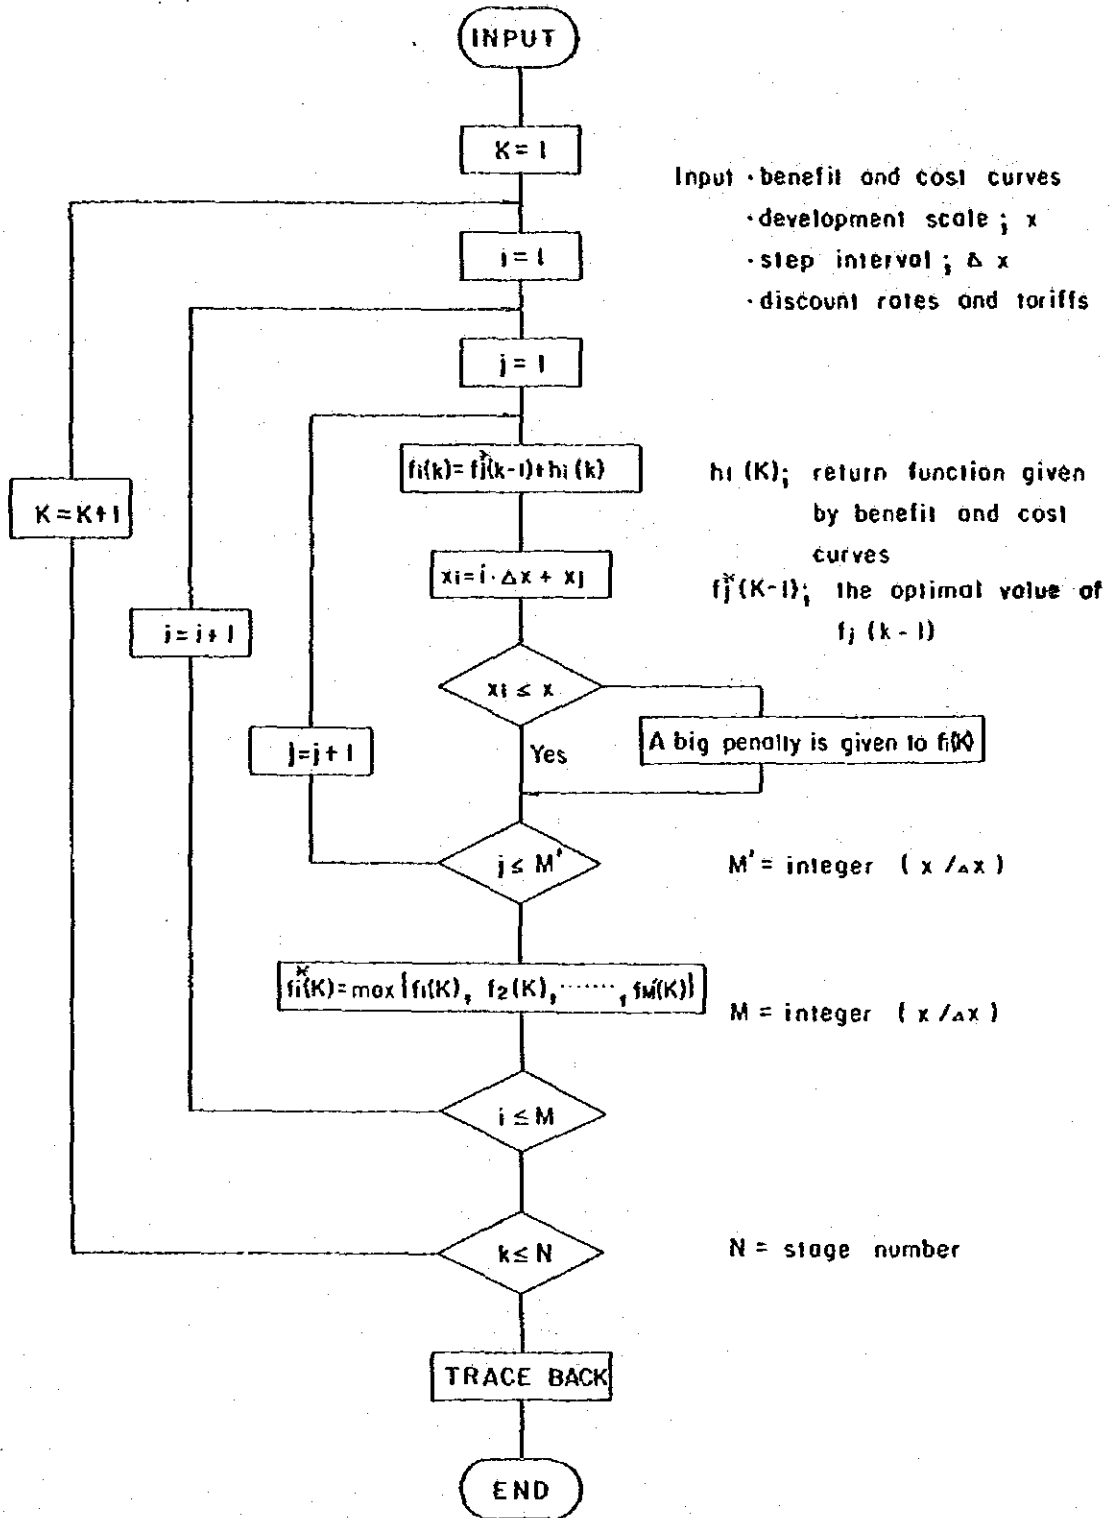 INPUT
K = 1
Input · benefit and cost curves
· development scale ; x
i = 1
· step interval ; Δ x
· discount rates and tariffs
j = 1
fi(k) = fj*(k-1) + hi (k)
hi (K); return function given
by benefit and cost
curves
K = K + 1
xi = i · Δx + xj
fj*(K-1); the optimal value of
fj (k - 1)
i = i + 1
xi ≤ x
A big penalty is given to fi(K)
j = j + 1
Yes
j ≤ M'
M' = integer ( x /Δx )
fi*(K) = max {f1(K), f2(K), ......., fM'(K)}
M = integer ( x /Δx )
i ≤ M
k ≤ N
N = stage number
TRACE BACK
END